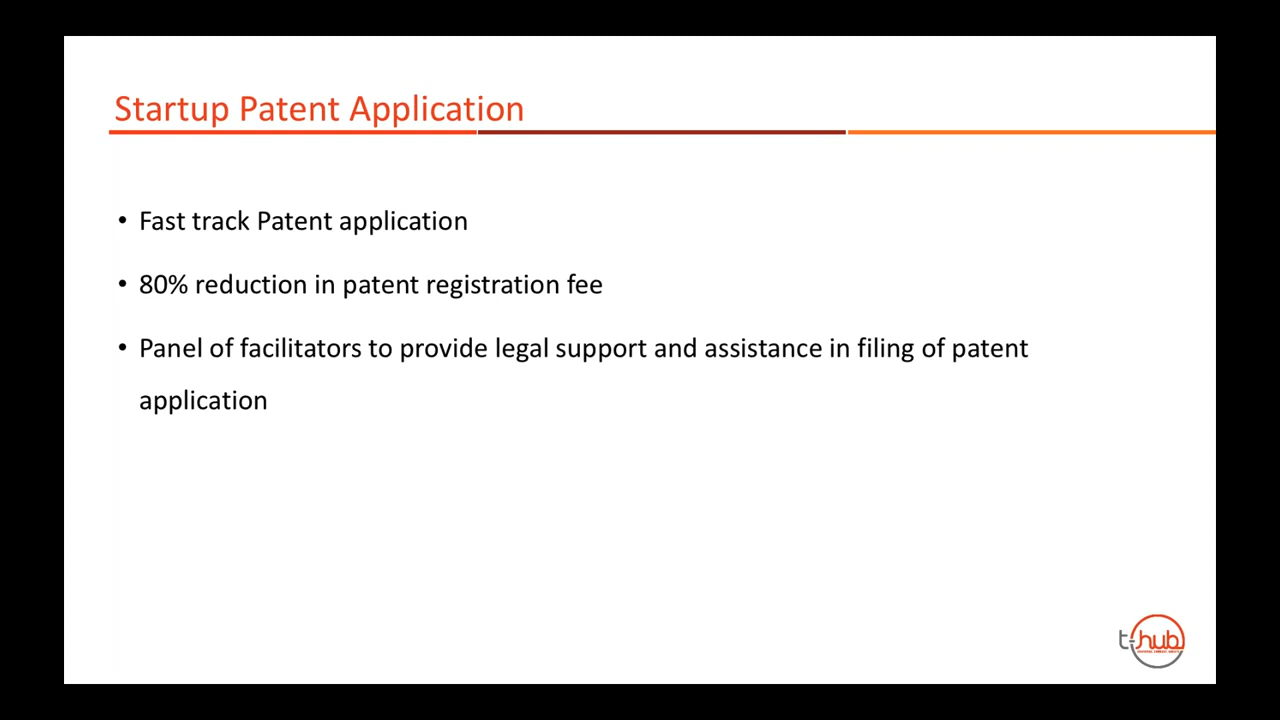 Startup Patent Application
• Fast track Patent application
• 80% reduction in patent registration fee
• Panel of facilitators to provide legal support and assistance in filing of patent
application
t-hub